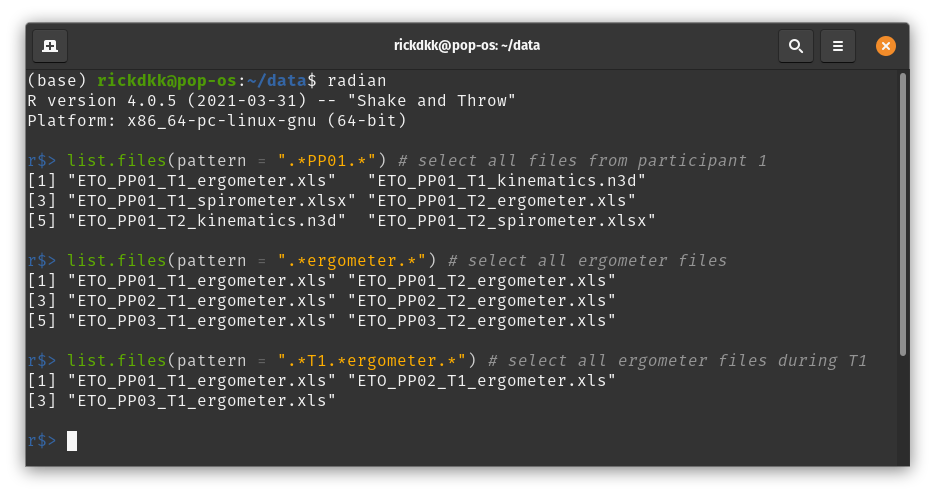 rickdkk@pop-os: ~/data
(base) rickdkk@pop-os:~/data$ radian
R version 4.0.5 (2021-03-31) -- "Shake and Throw"
Platform: x86_64-pc-linux-gnu (64-bit)
r$> list.files(pattern = ".*PP01.*") # select all files from participant 1
[1] "ETO_PP01_T1_ergometer.xls"   "ETO_PP01_T1_kinematics.n3d"
[3] "ETO_PP01_T1_spirometer.xlsx" "ETO_PP01_T2_ergometer.xls"
[5] "ETO_PP01_T2_kinematics.n3d"  "ETO_PP01_T2_spirometer.xlsx"
r$> list.files(pattern = ".*ergometer.*") # select all ergometer files
[1] "ETO_PP01_T1_ergometer.xls" "ETO_PP01_T2_ergometer.xls"
[3] "ETO_PP02_T1_ergometer.xls" "ETO_PP02_T2_ergometer.xls"
[5] "ETO_PP03_T1_ergometer.xls" "ETO_PP03_T2_ergometer.xls"
r$> list.files(pattern = ".*T1.*ergometer.*") # select all ergometer files during T1
[1] "ETO_PP01_T1_ergometer.xls" "ETO_PP02_T1_ergometer.xls"
[3] "ETO_PP03_T1_ergometer.xls"
r$>